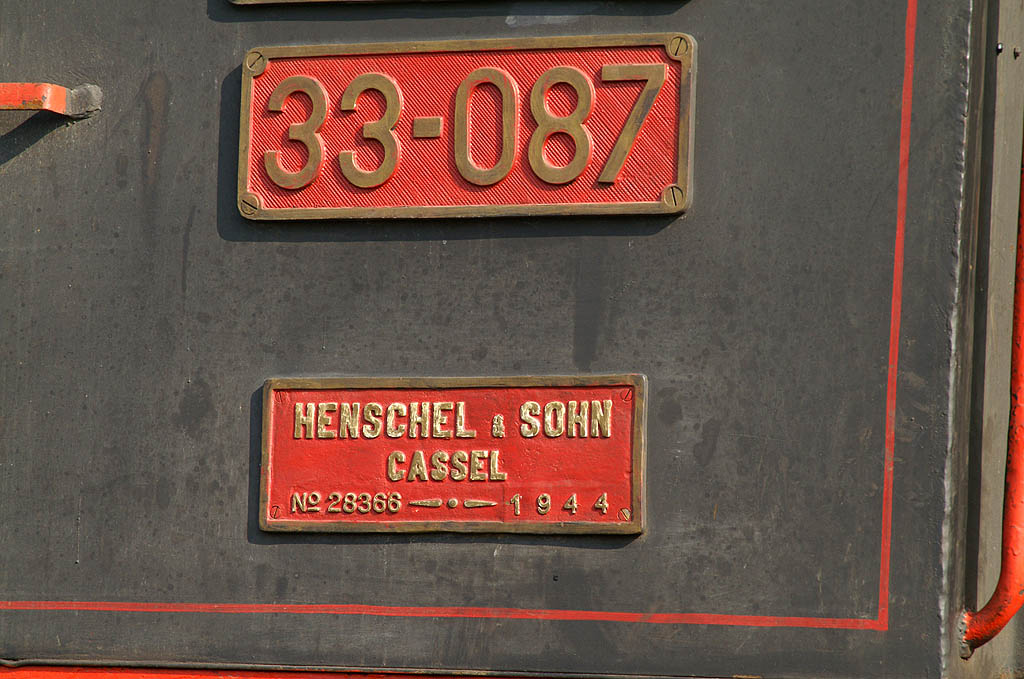 33-087
HENSCHEL & SOHN
CASSEL
Nº 28366 1944